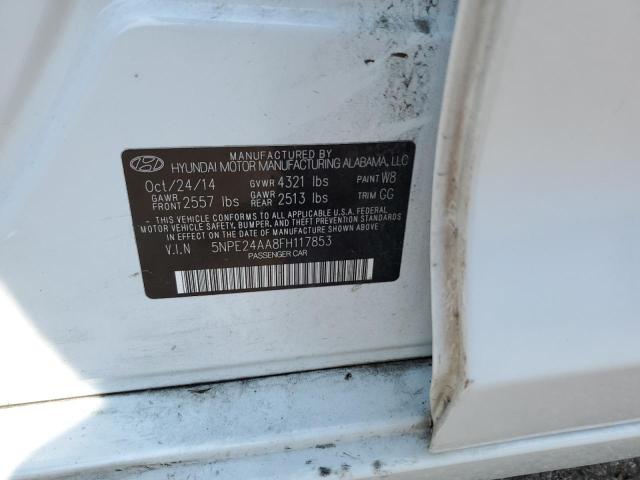 MANUFACTURED BY
HYUNDAI MOTOR MANUFACTURING ALABAMA, LLC
Oct/24/14 GVWR 4321 lbs PAINT W8
GAWR FRONT 2557 lbs GAWR REAR 2513 lbs TRIM GG
THIS VEHICLE CONFORMS TO ALL APPLICABLE U.S.A. FEDERAL
MOTOR VEHICLE SAFETY, BUMPER, AND THEFT PREVENTION STANDARDS
IN EFFECT ON THE DATE OF MANUFACTURE SHOWN ABOVE.
V.I.N 5NPE24AA8FH117853
PASSENGER CAR